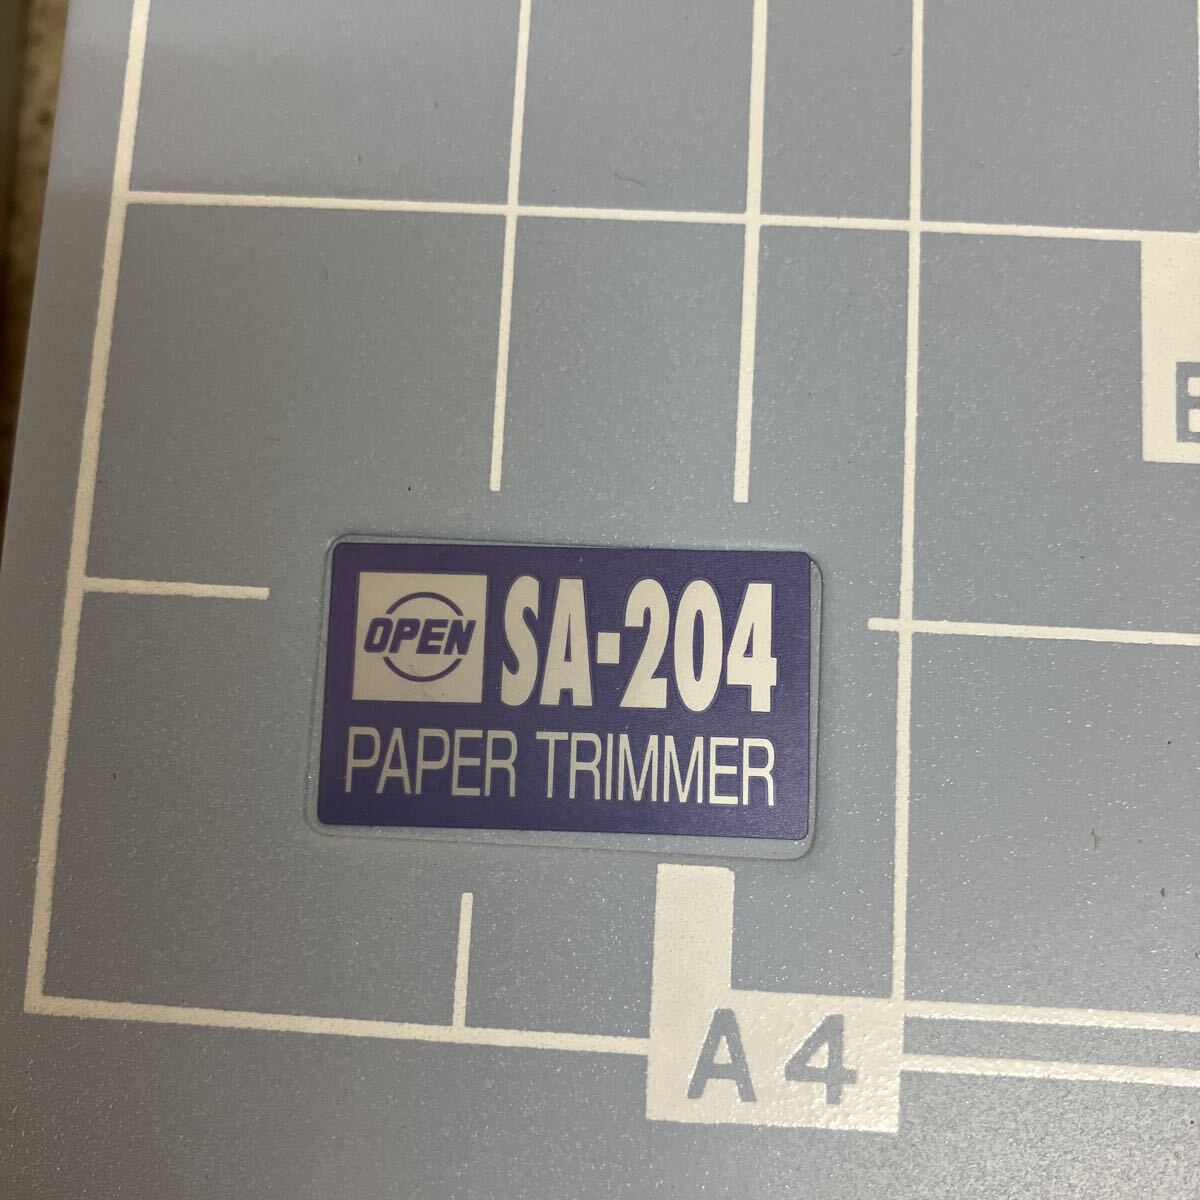 B
OPEN SA-204
PAPER TRIMMER
A4